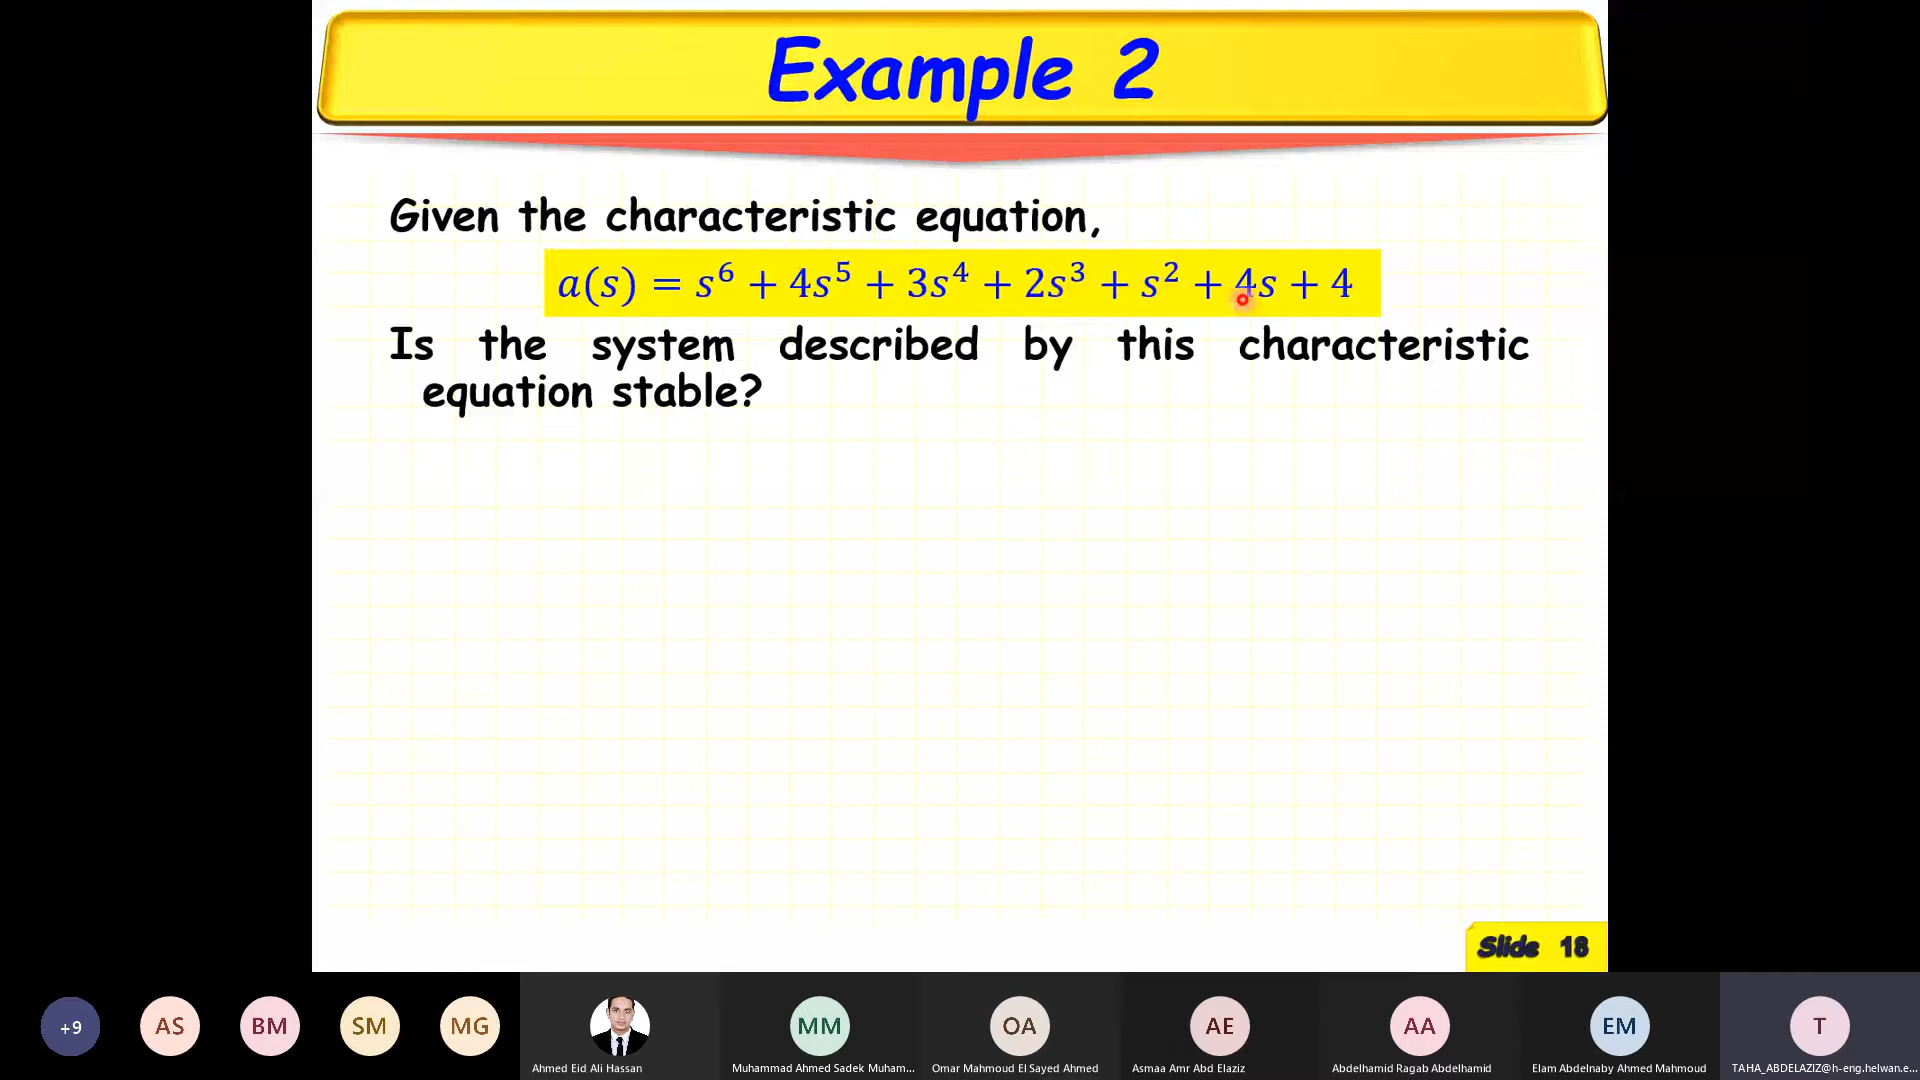 Example 2
Given the characteristic equation,
a(s) = s⁶ + 4s⁵ + 3s⁴ + 2s³ + s² + 4s + 4
Is the system described by this characteristic
equation stable?
Slide 18
+9
AS
BM
SM
MG
MM
OA
AE
AA
EM
T
Ahmed Eid Ali Hassan
Muhammad Ahmed Sadek Muham...
Omar Mahmoud El Sayed Ahmed
Asmaa Amr Abd Elaziz
Abdelhamid Ragab Abdelhamid
Elam Abdelnaby Ahmed Mahmoud
TAHA_ABDELAZIZ@h-eng.helwan.e...